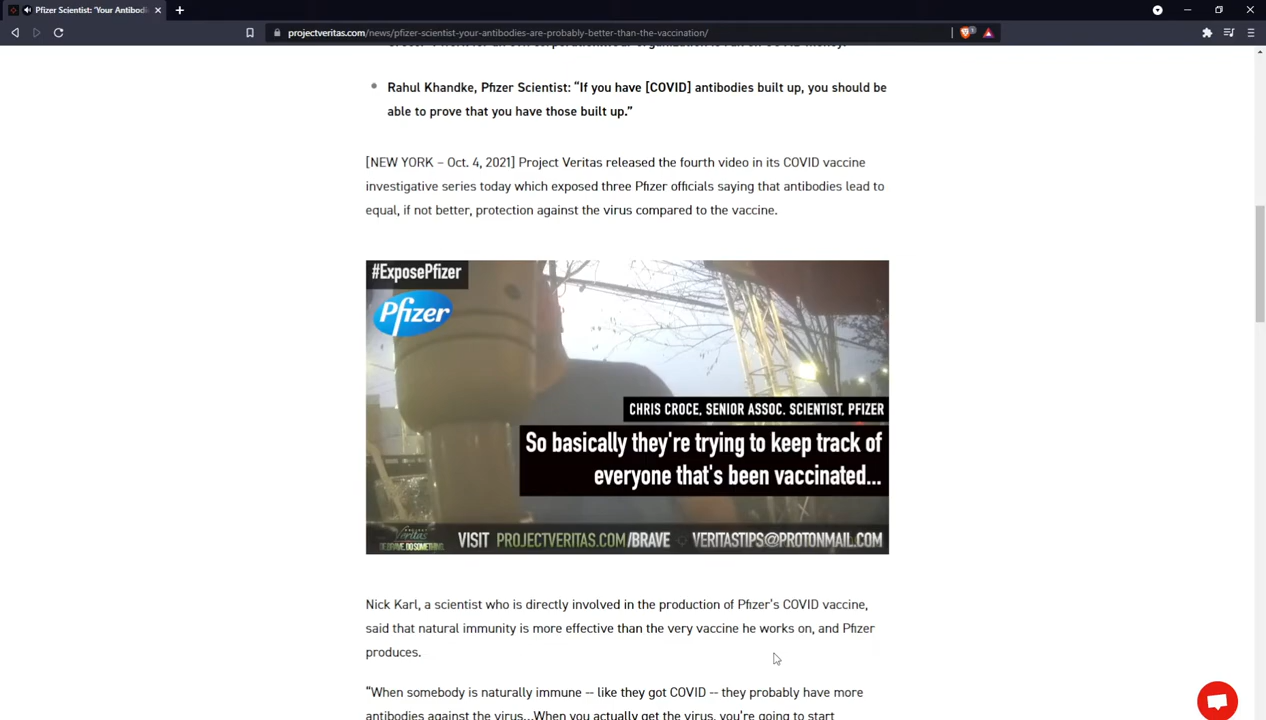 Pfizer Scientist: ‘Your Antibodi
projectveritas.com/news/pfizer-scientist-your-antibodies-are-probably-better-than-the-vaccination/
Rahul Khandke, Pfizer Scientist: “If you have [COVID] antibodies built up, you should be
able to prove that you have those built up.”
[NEW YORK – Oct. 4, 2021] Project Veritas released the fourth video in its COVID vaccine
investigative series today which exposed three Pfizer officials saying that antibodies lead to
equal, if not better, protection against the virus compared to the vaccine.
#ExposePfizer
Pfizer
CHRIS CROCE, SENIOR ASSOC. SCIENTIST, PFIZER
So basically they're trying to keep track of
everyone that's been vaccinated...
Veritas
BE BRAVE. DO SOMETHING.
VISIT PROJECTVERITAS.COM/BRAVE VERITASTIPS@PROTONMAIL.COM
Nick Karl, a scientist who is directly involved in the production of Pfizer’s COVID vaccine,
said that natural immunity is more effective than the very vaccine he works on, and Pfizer
produces.
“When somebody is naturally immune -- like they got COVID -- they probably have more
antibodies against the virus...When you actually get the virus, you're going to start